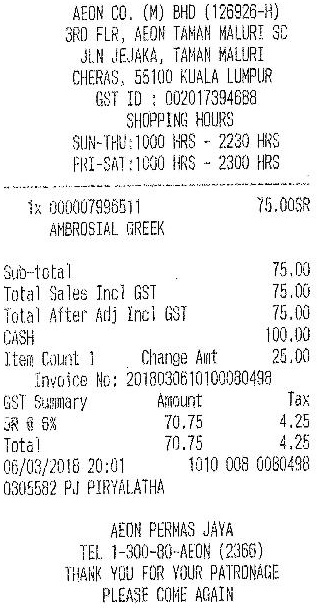 AEON CO. (M) BHD (126926-H)
3RD FLR, AEON TAMAN MALURI SC
JLN JEJAKA, TAMAN MALURI
CHERAS, 55100 KUALA LUMPUR
GST ID : 002017394688
SHOPPING HOURS
SUN-THU:1000 HRS - 2230 HRS
FRI-SAT:1000 HRS - 2300 HRS
1x 000007996511 75.00SR
AMBROSIAL GREEK
Sub-total 75.00
Total Sales Incl GST 75.00
Total After Adj Incl GST 75.00
CASH 100.00
Item Count 1 Change Amt 25.00
Invoice No: 2018030610100080498
GST Summary Amount Tax
SR @ 6% 70.75 4.25
Total 70.75 4.25
06/03/2018 20:01 1010 008 0080498
0305582 PJ PIRYALATHA
AEON PERMAS JAYA
TEL 1-300-80-AEON (2366)
THANK YOU FOR YOUR PATRONAGE
PLEASE COME AGAIN